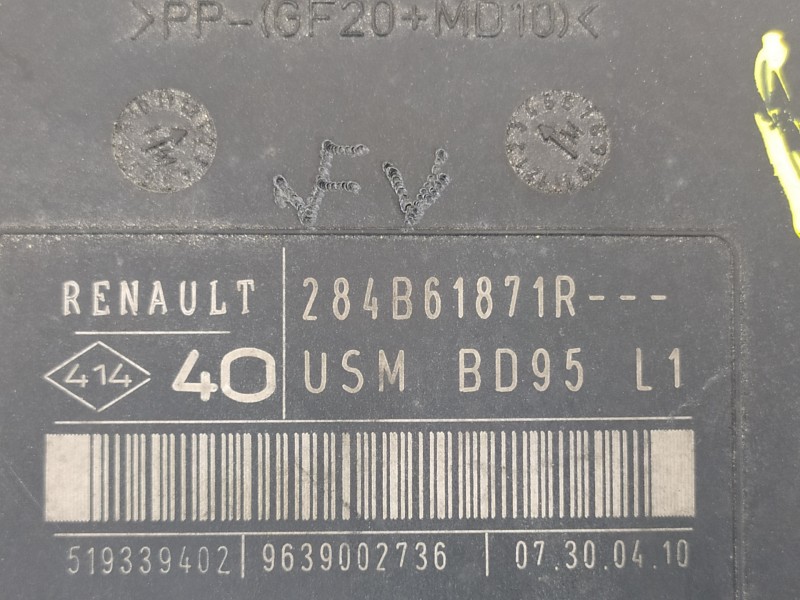 >PP-(GF20+MD10)<
FV
RENAULT 284B61871R---
414 40 USM BD95 L1
519339402 9639002736 07.30.04.10